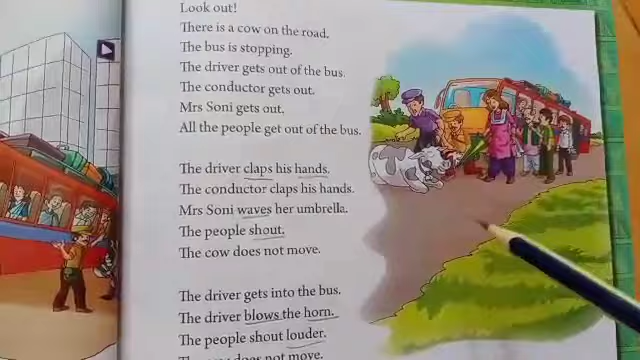 Look out!
There is a cow on the road.
The bus is stopping.
The driver gets out of the bus.
The conductor gets out.
Mrs Soni gets out.
All the people get out of the bus.
The driver claps his hands.
The conductor claps his hands.
Mrs Soni waves her umbrella.
The people shout.
The cow does not move.
The driver gets into the bus.
The driver blows the horn.
The people shout louder.
does not move.